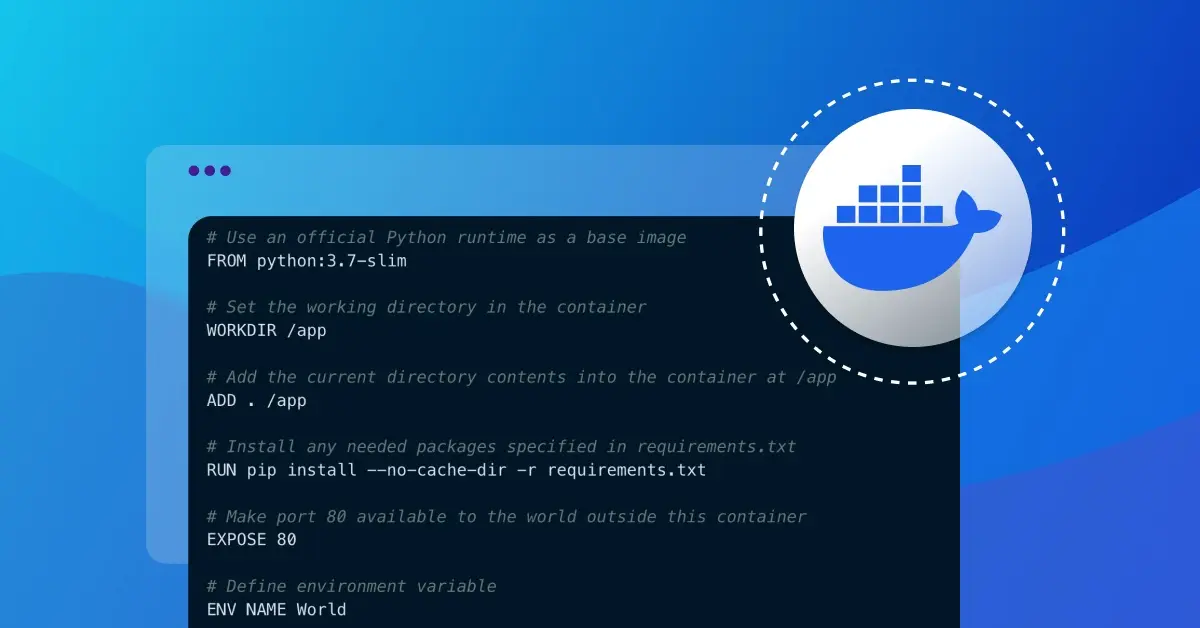 # Use an official Python runtime as a base image
FROM python:3.7-slim
# Set the working directory in the container
WORKDIR /app
# Add the current directory contents into the container at /app
ADD . /app
# Install any needed packages specified in requirements.txt
RUN pip install --no-cache-dir -r requirements.txt
# Make port 80 available to the world outside this container
EXPOSE 80
# Define environment variable
ENV NAME World